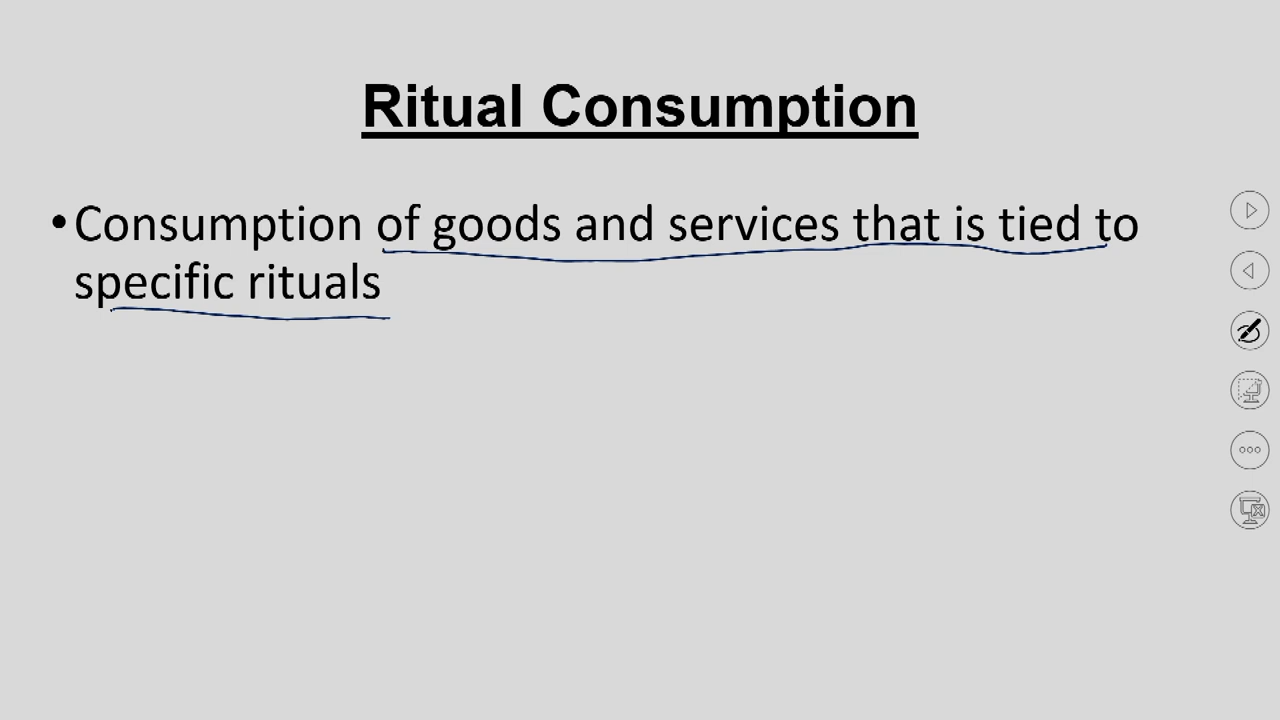 Ritual Consumption
•Consumption of goods and services that is tied to
specific rituals